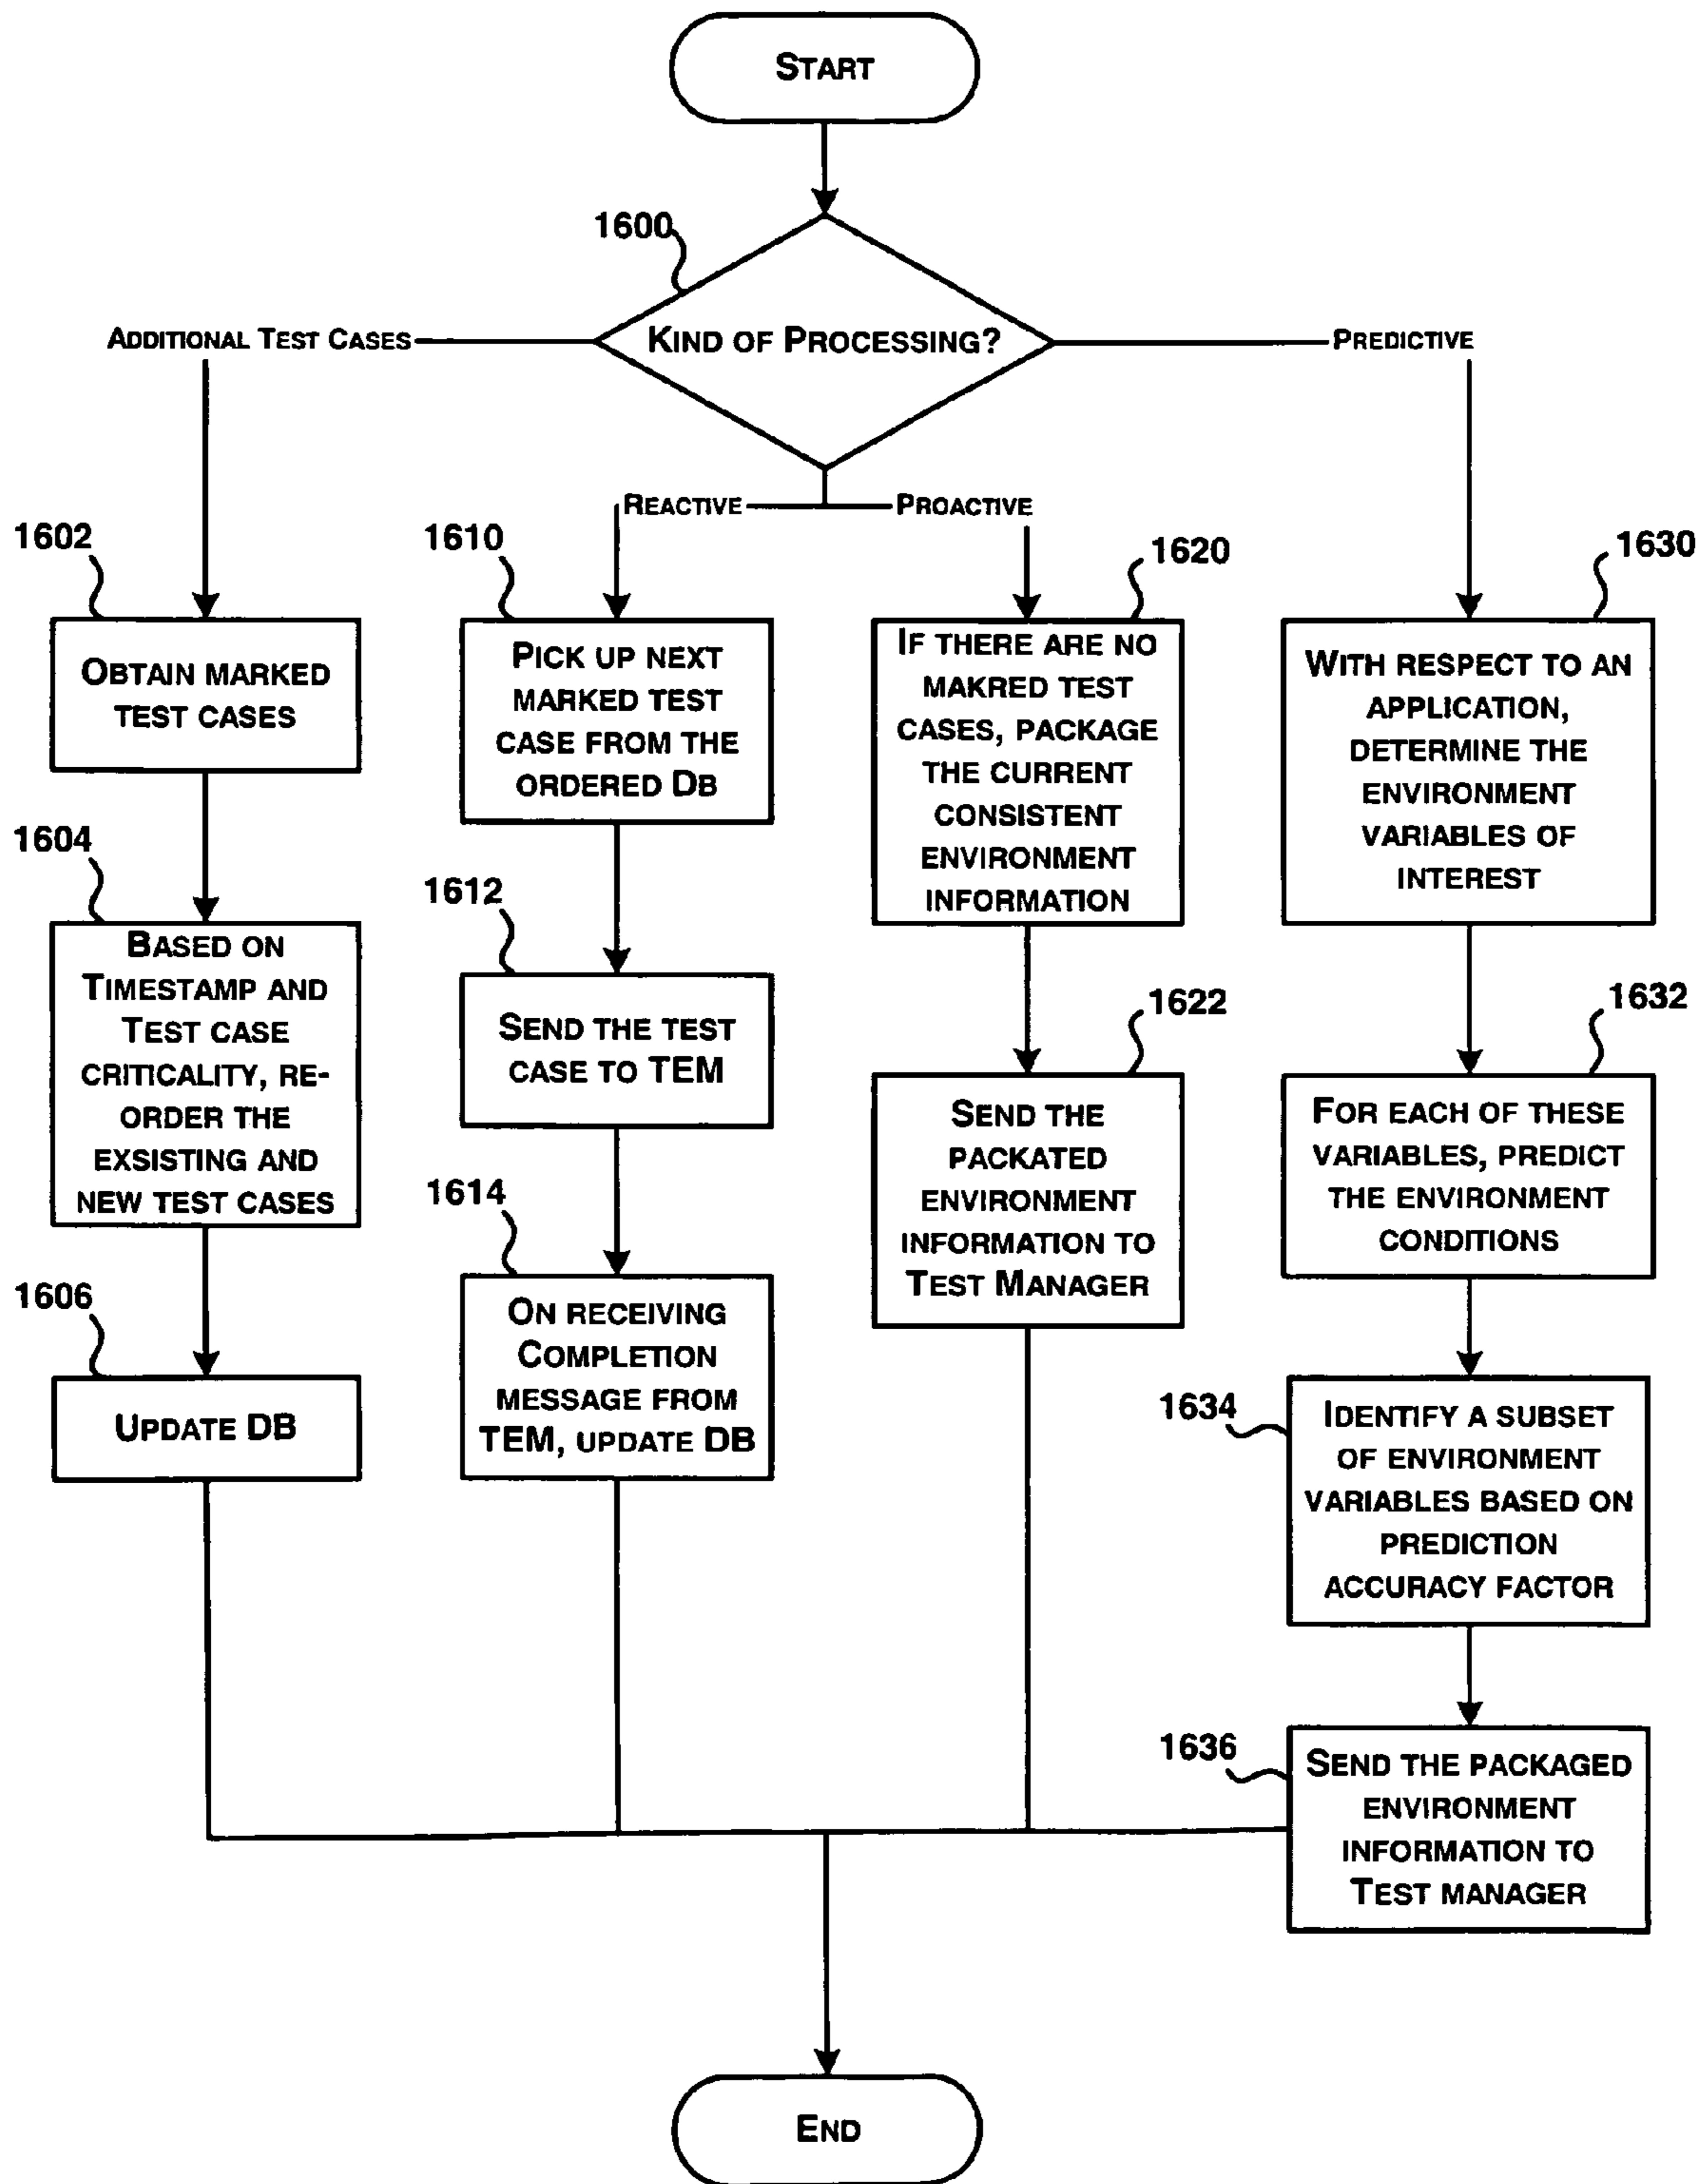 START
1600
KIND OF PROCESSING?
ADDITIONAL TEST CASES
PREDICTIVE
REACTIVE
PROACTIVE
1602
OBTAIN MARKED
TEST CASES
1604
BASED ON
TIMESTAMP AND
TEST CASE
CRITICALITY, RE-
ORDER THE
EXSISTING AND
NEW TEST CASES
1606
UPDATE DB
1610
PICK UP NEXT
MARKED TEST
CASE FROM THE
ORDERED DB
1612
SEND THE TEST
CASE TO TEM
1614
ON RECEIVING
COMPLETION
MESSAGE FROM
TEM, UPDATE DB
1620
IF THERE ARE NO
MAKRED TEST
CASES, PACKAGE
THE CURRENT
CONSISTENT
ENVIRONMENT
INFORMATION
1622
SEND THE
PACKATED
ENVIRONMENT
INFORMATION TO
TEST MANAGER
1630
WITH RESPECT TO AN
APPLICATION,
DETERMINE THE
ENVIRONMENT
VARIABLES OF
INTEREST
1632
FOR EACH OF THESE
VARIABLES, PREDICT
THE ENVIRONMENT
CONDITIONS
1634
IDENTIFY A SUBSET
OF ENVIRONMENT
VARIABLES BASED ON
PREDICTION
ACCURACY FACTOR
1636
SEND THE PACKAGED
ENVIRONMENT
INFORMATION TO
TEST MANAGER
END